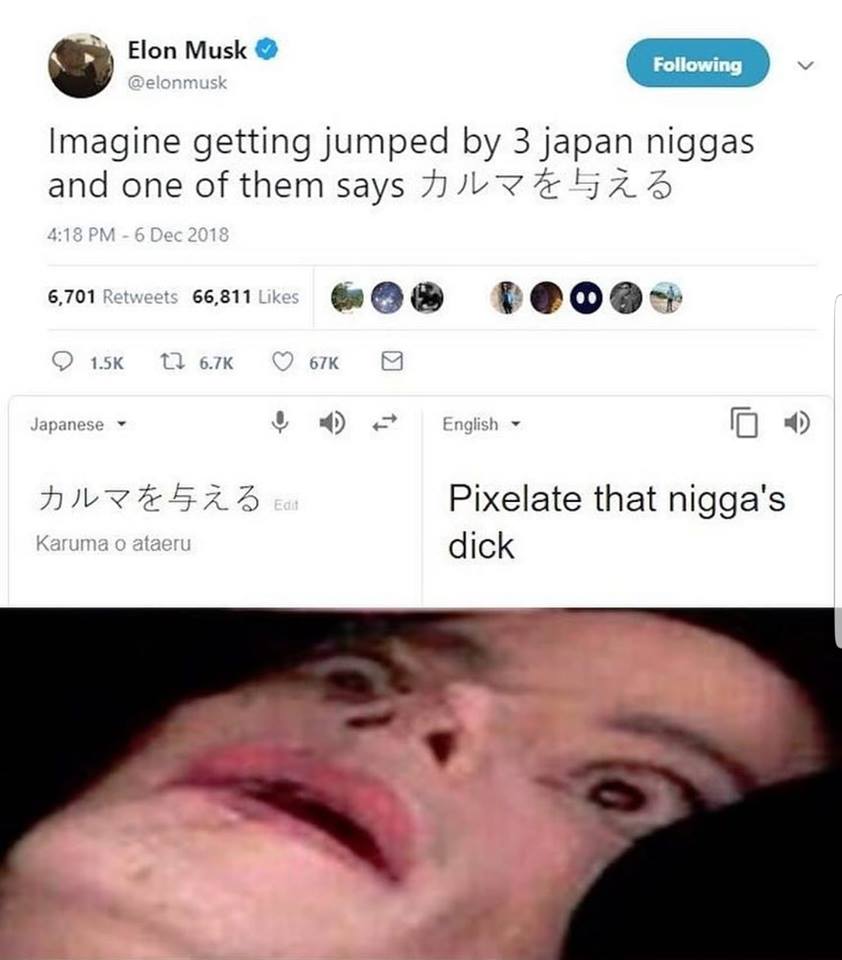 Elon Musk
Following
@elonmusk
Imagine getting jumped by 3 japan niggas
and one of them says カルマを与える
4:18 PM - 6 Dec 2018
6,701 Retweets 66,811 Likes
1.5K 6.7K 67K
Japanese
English
カルマを与える Edit
Karuma o ataeru
Pixelate that nigga's
dick